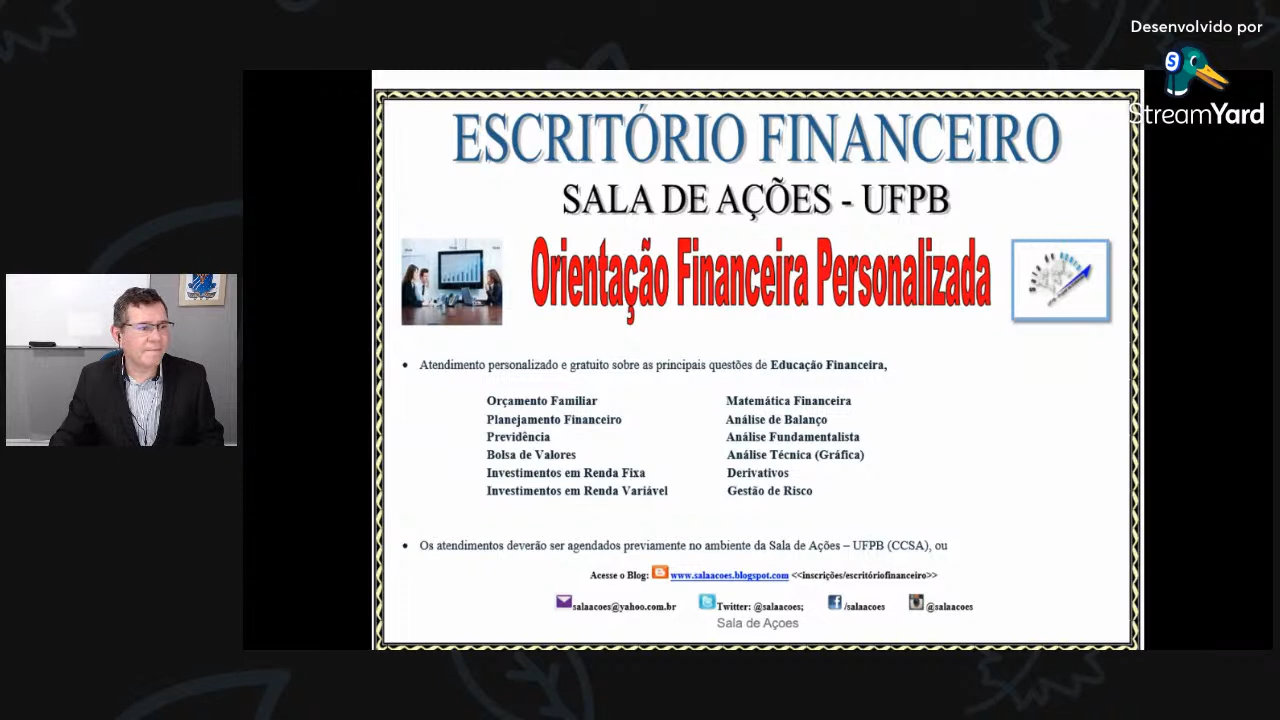 Desenvolvido por
StreamYard
ESCRITÓRIO FINANCEIRO
SALA DE AÇÕES - UFPB
Orientação Financeira Personalizada
• Atendimento personalizado e gratuito sobre as principais questões de Educação Financeira,
Orçamento Familiar
Planejamento Financeiro
Previdência
Bolsa de Valores
Investimentos em Renda Fixa
Investimentos em Renda Variável
Matemática Financeira
Análise de Balanço
Análise Fundamentalista
Análise Técnica (Gráfica)
Derivativos
Gestão de Risco
• Os atendimentos deverão ser agendados previamente no ambiente da Sala de Ações – UFPB (CCSA), ou
Acesse o Blog: www.salaacoes.blogspot.com <<inscrições/escritóriofinanceiro>>
salaacoes@yahoo.com.br Twitter: @salaacoes; /salaacoes @salaacoes
Sala de Açoes